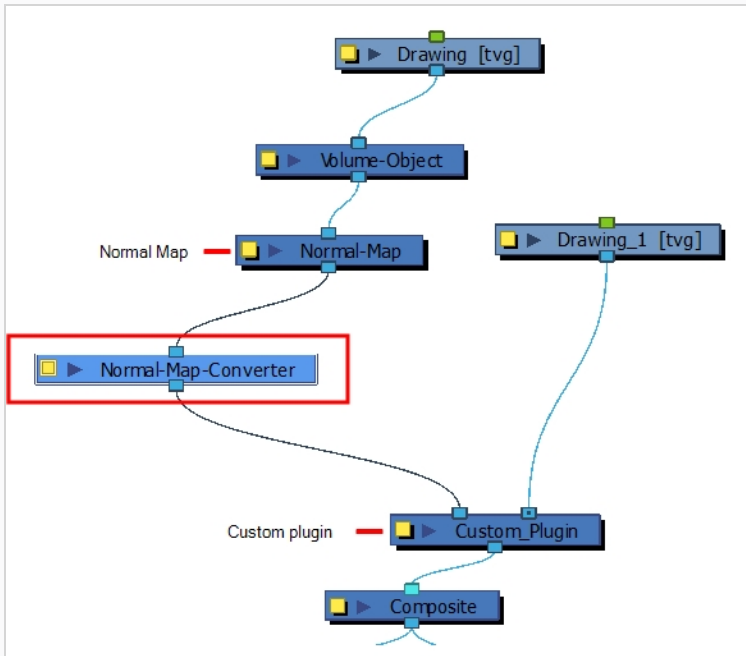 Drawing [tvg]
Volume-Object
Normal Map
Normal-Map
Drawing_1 [tvg]
Normal-Map-Converter
Custom plugin
Custom_Plugin
Composite